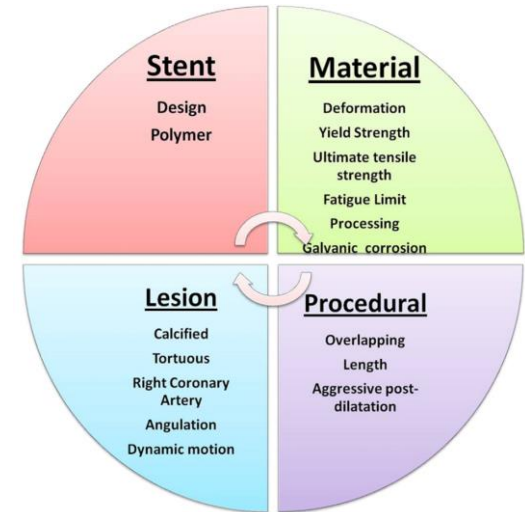 Stent
Design
Polymer
Material
Deformation
Yield Strength
Ultimate tensile
strength
Fatigue Limit
Processing
Galvanic corrosion
Lesion
Calcified
Tortuous
Right Coronary
Artery
Angulation
Dynamic motion
Procedural
Overlapping
Length
Aggressive post-
dilatation